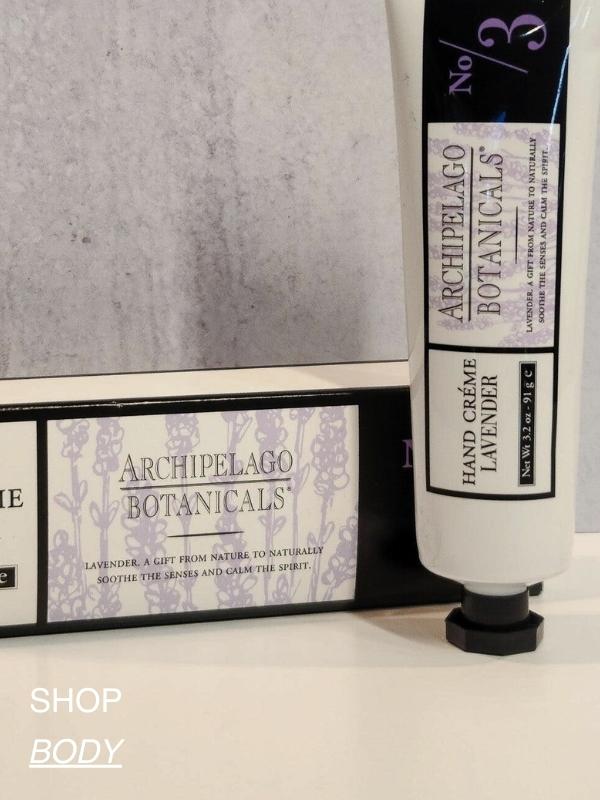 No/3
ARCHIPELAGO
BOTANICALS®
LAVENDER, A GIFT FROM NATURE TO NATURALLY
SOOTHE THE SENSES AND CALM THE SPIRIT.
HAND CRÉME
LAVENDER
Net Wt 3.2 oz - 91 g e
ARCHIPELAGO
BOTANICALS®
LAVENDER, A GIFT FROM NATURE TO NATURALLY
SOOTHE THE SENSES AND CALM THE SPIRIT.
SHOP
BODY